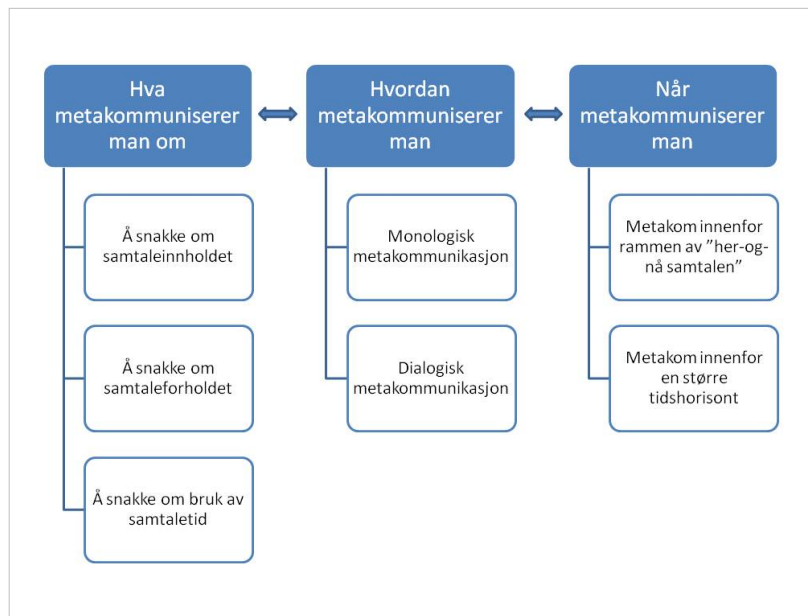 Hva
metakommuniserer
man om
Å snakke om
samtaleinnholdet
Å snakke om
samtaleforholdet
Å snakke om bruk av
samtaletid
Hvordan
metakommuniserer
man
Monologisk
metakommunikasjon
Dialogisk
metakommunikasjon
Når
metakommuniserer
man
Metakom innenfor
rammen av ”her-og-
nå samtalen”
Metakom innenfor
en større
tidshorisont